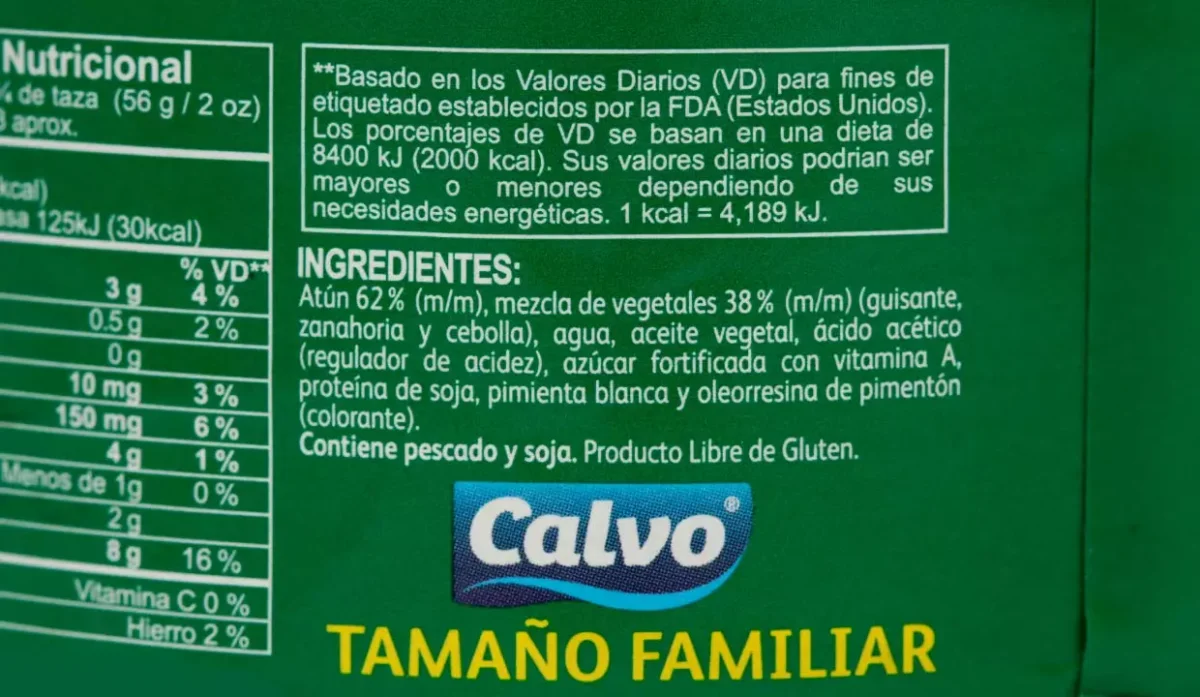 Nutricional
de taza (56 g / 2 oz)
aprox.
kcal)
125kJ (30kcal)
% VD**
3 g 4 %
0.5 g 2 %
0 g
10 mg 3 %
150 mg 6 %
4 g 1 %
Menos de 1g 0 %
2 g
8 g 16 %
Vitamina C 0 %
Hierro 2 %
**Basado en los Valores Diarios (VD) para fines de
etiquetado establecidos por la FDA (Estados Unidos).
Los porcentajes de VD se basan en una dieta de
8400 kJ (2000 kcal). Sus valores diarios podrian ser
mayores o menores dependiendo de sus
necesidades energéticas. 1 kcal = 4,189 kJ.
INGREDIENTES:
Atún 62% (m/m), mezcla de vegetales 38% (m/m) (guisante,
zanahoria y cebolla), agua, aceite vegetal, ácido acético
(regulador de acidez), azúcar fortificada con vitamina A,
proteína de soja, pimienta blanca y oleorresina de pimentón
(colorante).
Contiene pescado y soja. Producto Libre de Gluten.
Calvo®
TAMAÑO FAMILIAR